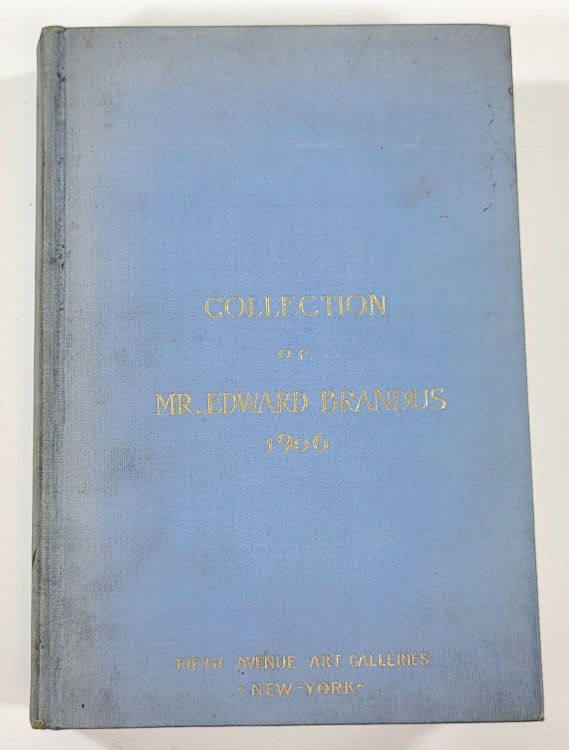 COLLECTION
OF
MR. EDWARD BRANDUS
1906
FIFTH AVENUE ART GALLERIES
-NEW-YORK-